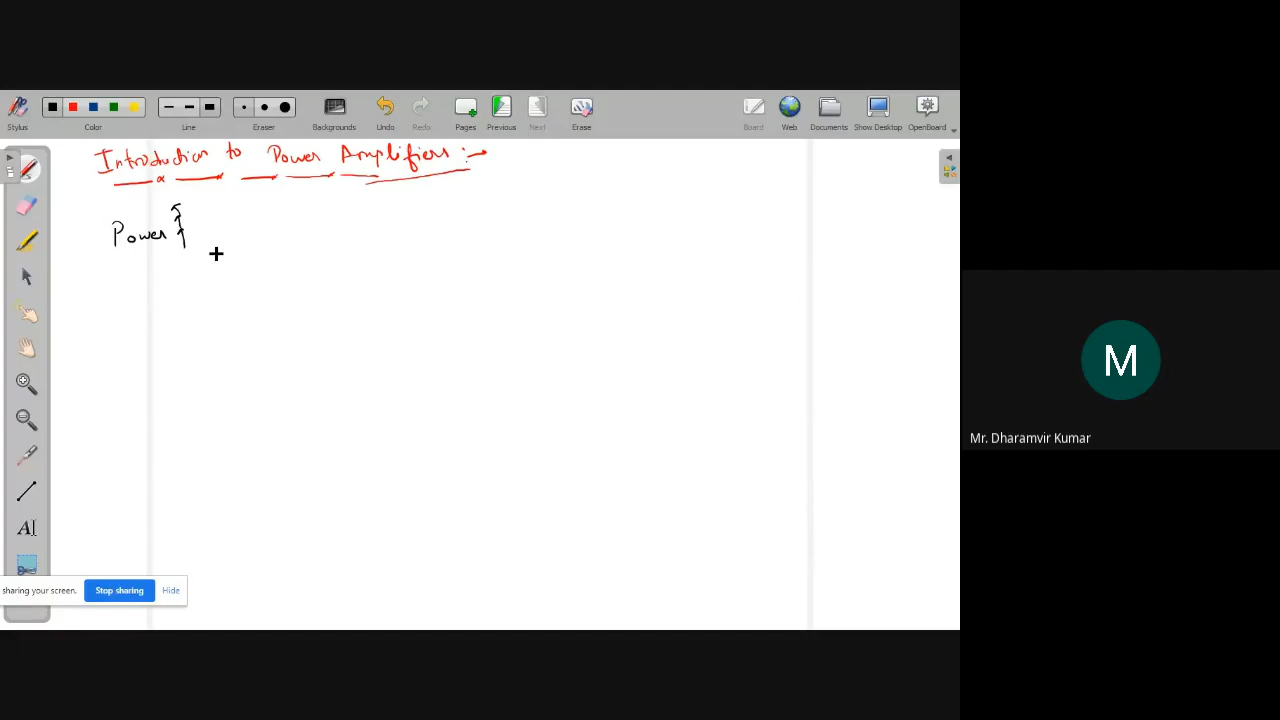 Stylus
Color
Line
Eraser
Backgrounds
Undo
Redo
Pages
Previous
Next
Erase
Board
Web
Documents
Show Desktop
OpenBoard
Introduction to Power Amplifiers :-
Power ↑↑↑
A
sharing your screen.
Stop sharing
Hide
M
Mr. Dharamvir Kumar